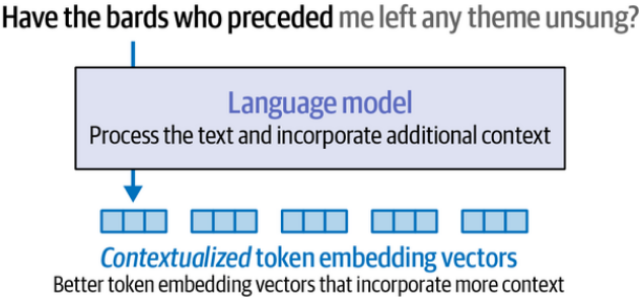 Have the bards who preceded me left any theme unsung?
Language model
Process the text and incorporate additional context
Contextualized token embedding vectors
Better token embedding vectors that incorporate more context